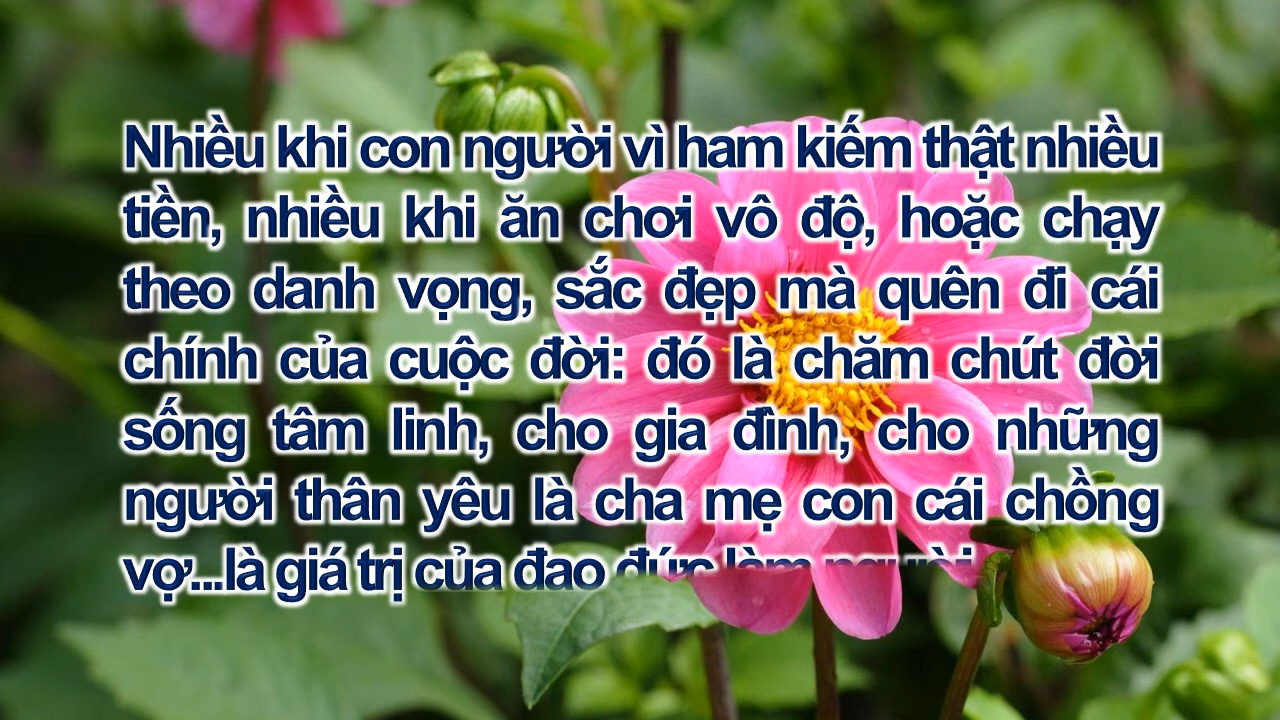 Nhiều khi con người vì ham kiếm thật nhiều
tiền, nhiều khi ăn chơi vô độ, hoặc chạy
theo danh vọng, sắc đẹp mà quên đi cái
chính của cuộc đời: đó là chăm chút đời
sống tâm linh, cho gia đình, cho những
người thân yêu là cha mẹ con cái chồng
vợ...là giá trị của đạo đức làm người